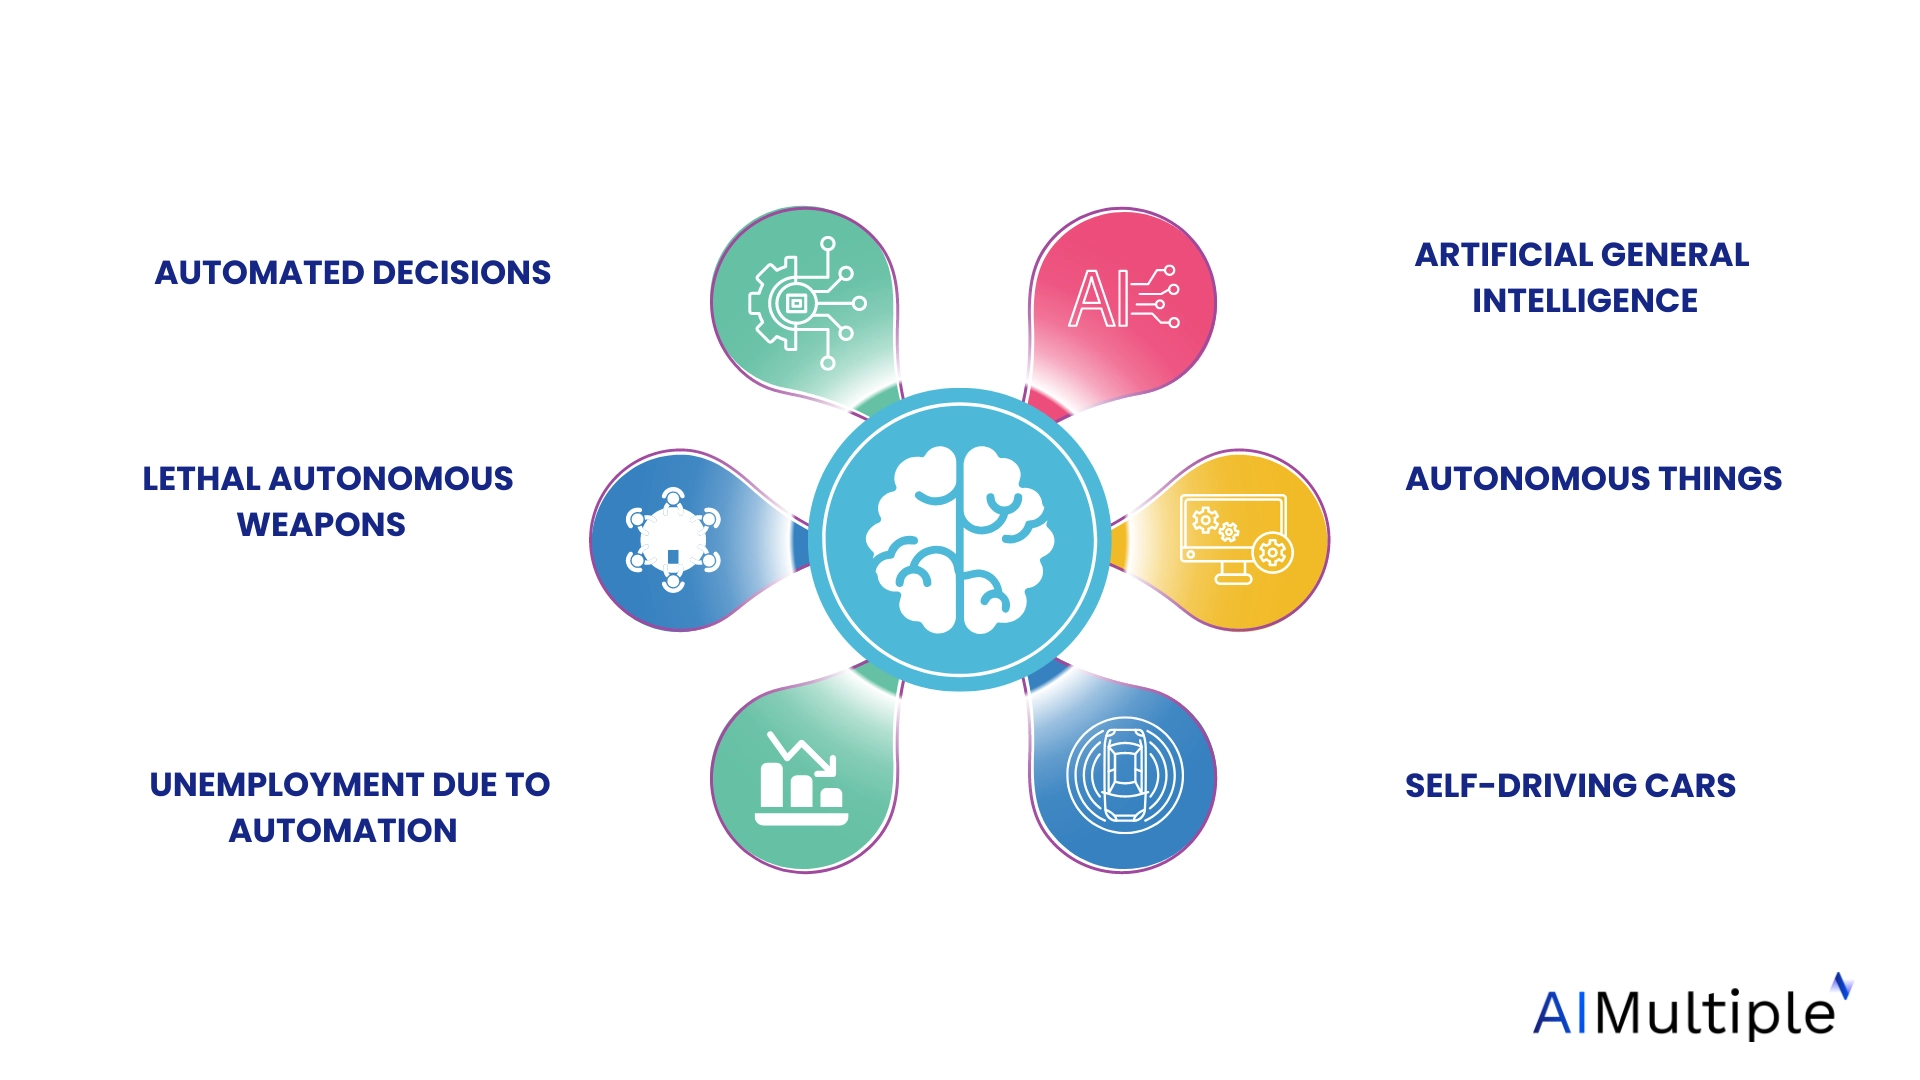 AUTOMATED DECISIONS
LETHAL AUTONOMOUS
WEAPONS
UNEMPLOYMENT DUE TO
AUTOMATION
AI
ARTIFICIAL GENERAL
INTELLIGENCE
AUTONOMOUS THINGS
SELF-DRIVING CARS
AIMultiple